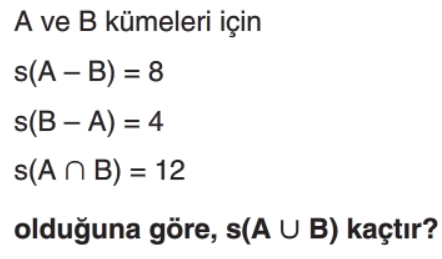 A ve B kümeleri için
s(A – B) = 8
s(B – A) = 4
s(A ∩ B) = 12
olduğuna göre, s(A ∪ B) kaçtır?